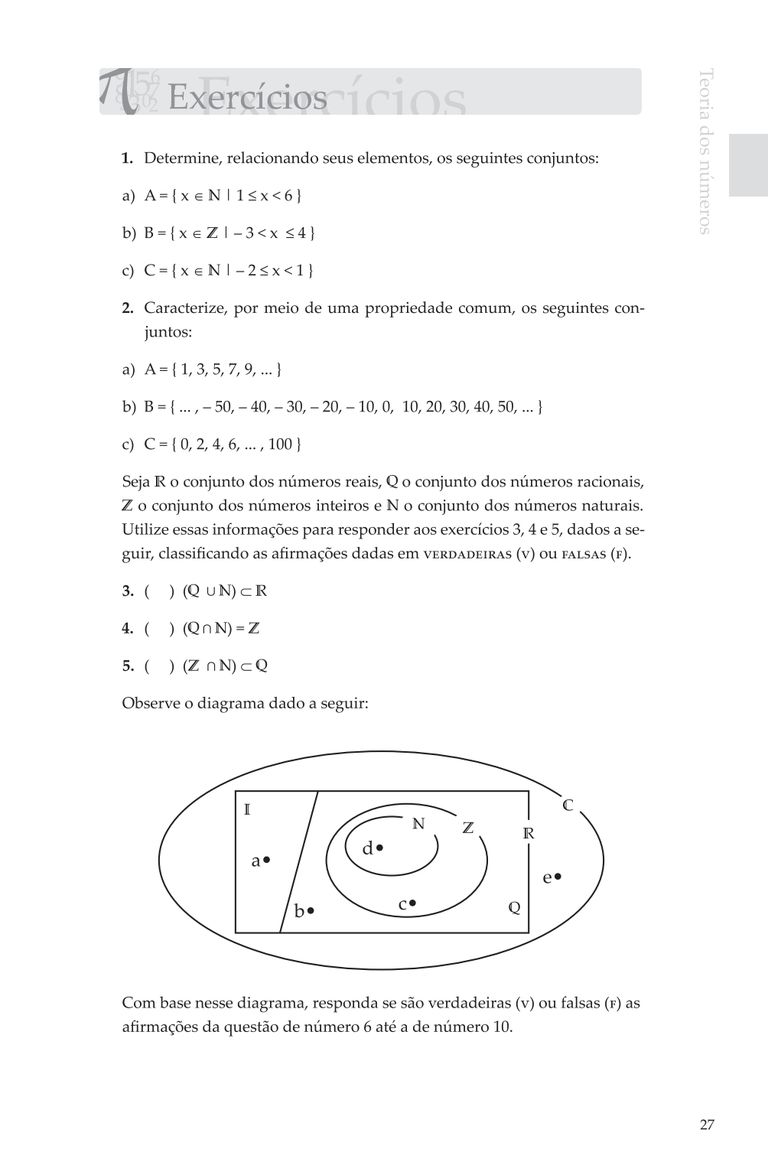 Exercícios
Teoria dos números
1. Determine, relacionando seus elementos, os seguintes conjuntos:
a) A = { x ∈ ℕ | 1 ≤ x < 6 }
b) B = { x ∈ ℤ | – 3 < x ≤ 4 }
c) C = { x ∈ ℕ | – 2 ≤ x < 1 }
2. Caracterize, por meio de uma propriedade comum, os seguintes con-
juntos:
a) A = { 1, 3, 5, 7, 9, ... }
b) B = { ... , – 50, – 40, – 30, – 20, – 10, 0, 10, 20, 30, 40, 50, ... }
c) C = { 0, 2, 4, 6, ... , 100 }
Seja ℝ o conjunto dos números reais, ℚ o conjunto dos números racionais,
ℤ o conjunto dos números inteiros e ℕ o conjunto dos números naturais.
Utilize essas informações para responder aos exercícios 3, 4 e 5, dados a se-
guir, classificando as afirmações dadas em VERDADEIRAS (V) ou FALSAS (F).
3. ( ) (ℚ ∪ ℕ) ⊂ ℝ
4. ( ) (ℚ ∩ ℕ) = ℤ
5. ( ) (ℤ ∩ ℕ) ⊂ ℚ
Observe o diagrama dado a seguir:
𝕀
ℕ
ℤ
ℝ
ℂ
d
a
e
b
c
ℚ
Com base nesse diagrama, responda se são verdadeiras (V) ou falsas (F) as
afirmações da questão de número 6 até a de número 10.
27